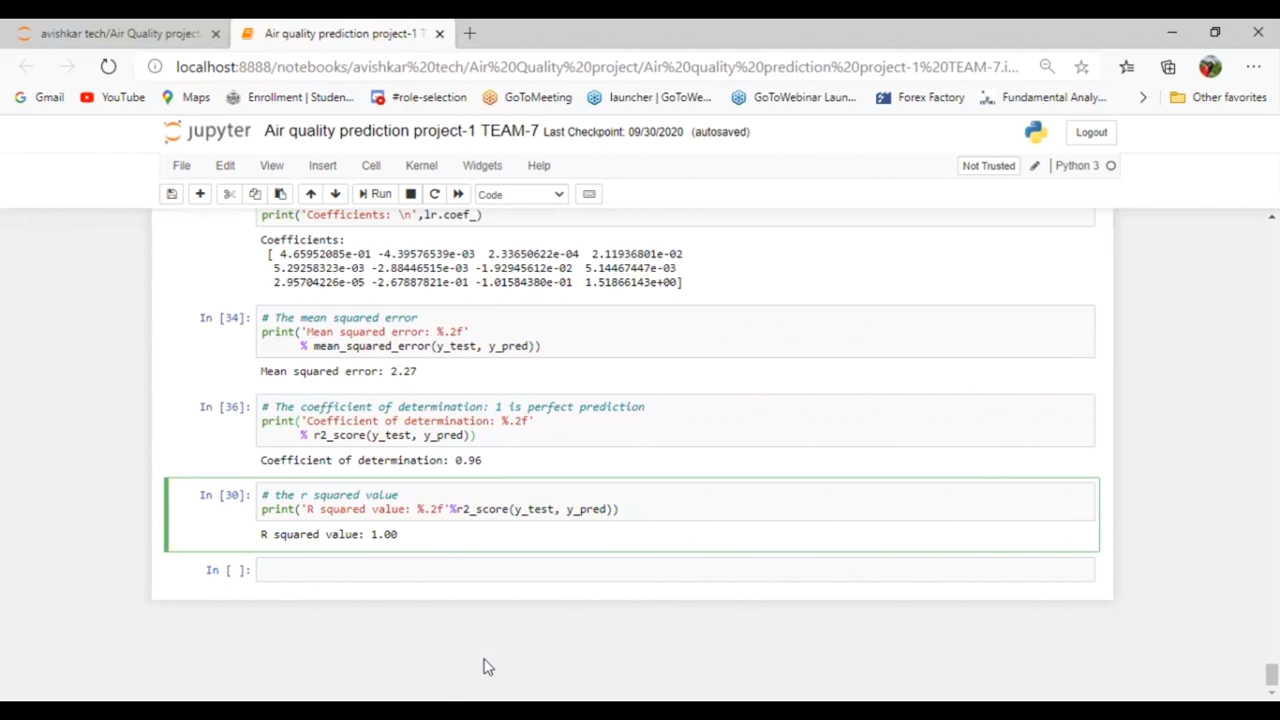 avishkar tech/Air Quality project
Air quality prediction project-1 T
localhost:8888/notebooks/avishkar%20tech/Air%20Quality%20project/Air%20quality%20prediction%20project-1%20TEAM-7.i...
Gmail YouTube Maps Enrollment | Studen... #role-selection GoToMeeting launcher | GoToWe... GoToWebinar Laun... Forex Factory Fundamental Analy... Other favorites
jupyter Air quality prediction project-1 TEAM-7 Last Checkpoint: 09/30/2020 (autosaved) Logout
File Edit View Insert Cell Kernel Widgets Help Not Trusted Python 3
Run Code
print('Coefficients: \n',lr.coef_)
Coefficients:
[ 4.65952085e-01 -4.39576539e-03 2.33650622e-04 2.11936801e-02
5.29258323e-03 -2.88446515e-03 -1.92945612e-02 5.14467447e-03
2.95704226e-05 -2.67887821e-01 -1.01584380e-01 1.51866143e+00]
In [34]: # The mean squared error
print('Mean squared error: %.2f'
% mean_squared_error(y_test, y_pred))
Mean squared error: 2.27
In [36]: # The coefficient of determination: 1 is perfect prediction
print('Coefficient of determination: %.2f'
% r2_score(y_test, y_pred))
Coefficient of determination: 0.96
In [30]: # the r squared value
print('R squared value: %.2f'%r2_score(y_test, y_pred))
R squared value: 1.00
In [ ]: